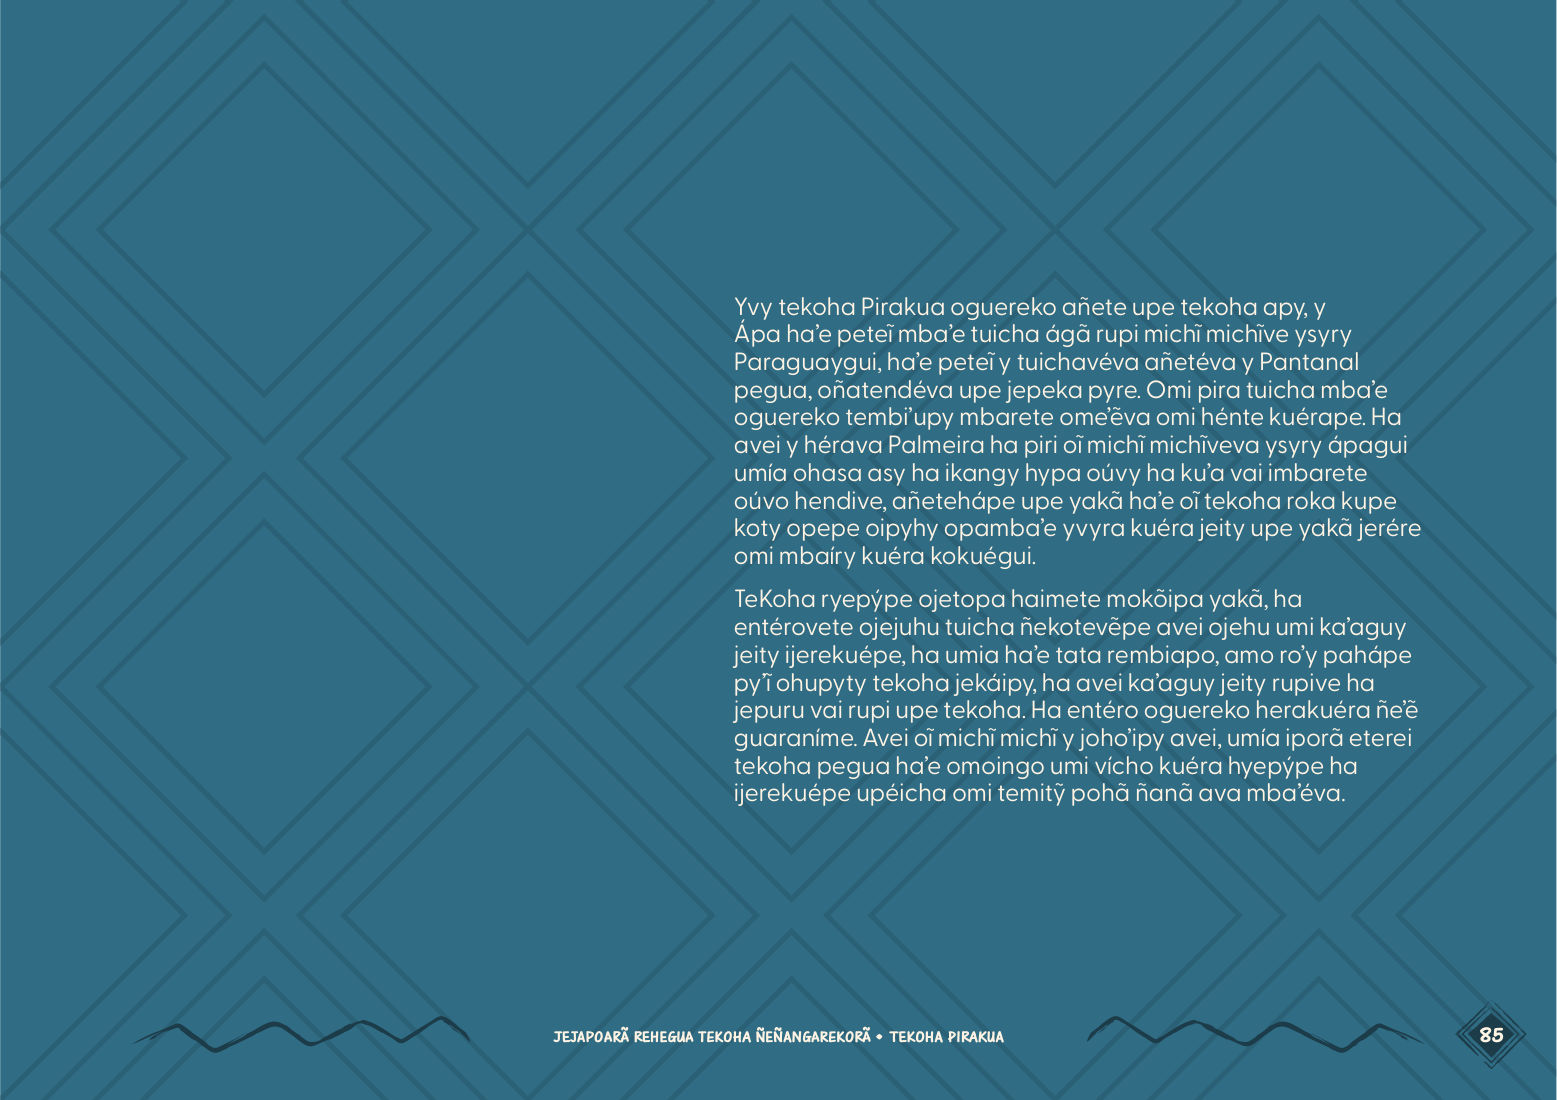 Yvy tekoha Pirakua oguereko añete upe tekoha apy, y
Ápa ha’e peteĩ mba’e tuicha ágã rupi michĩ michĩve ysyry
Paraguaygui, ha’e peteĩ y tuichavéva añetéva y Pantanal
pegua, oñatendéva upe jepeka pyre. Omi pira tuicha mba’e
oguereko tembi’upy mbarete ome’ẽva omi hénte kuérape. Ha
avei y hérava Palmeira ha piri oĩ michĩ michĩveva ysyry ápagui
umía ohasa asy ha ikangy hypa oúvy ha ku’a vai imbarete
oúvo hendive, añetehápe upe yakã ha’e oĩ tekoha roka kupe
koty opepe oipyhy opamba’e yvyra kuéra jeity upe yakã jerére
omi mbaíry kuéra kokuégui.
TeKoha ryepýpe ojetopa haimete mokõipa yakã, ha
entérovete ojejuhu tuicha ñekotevẽpe avei ojehu umi ka’aguy
jeity ijerekuépe, ha umia ha’e tata rembiapo, amo ro’y pahápe
py’ĩ ohupyty tekoha jekáipy, ha avei ka’aguy jeity rupive ha
jepuru vai rupi upe tekoha. Ha entéro oguereko herakuéra ñe’ẽ
guaraníme. Avei oĩ michĩ michĩ y joho’ipy avei, umía iporã eterei
tekoha pegua ha’e omoingo umi vícho kuéra hyepýpe ha
ijerekuépe upéicha omi temitỹ pohã ñanã ava mba’éva.
JEJAPOARÃ REHEGUA TEKOHA ÑEÑANGAREKORÃ • TEKOHA PIRAKUA
85